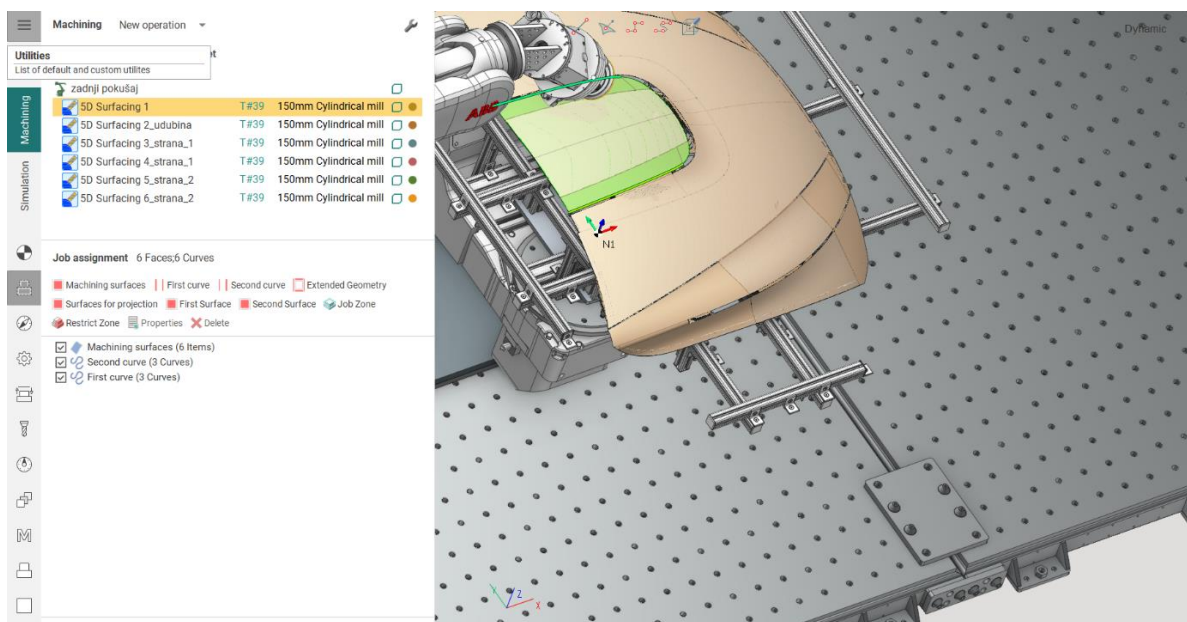 Machining New operation
Utilities
List of default and custom utilites
zadnji pokušaj
5D Surfacing 1 T#39 150mm Cylindrical mill
5D Surfacing 2_udubina T#39 150mm Cylindrical mill
5D Surfacing 3_strana_1 T#39 150mm Cylindrical mill
5D Surfacing 4_strana_1 T#39 150mm Cylindrical mill
5D Surfacing 5_strana_2 T#39 150mm Cylindrical mill
5D Surfacing 6_strana_2 T#39 150mm Cylindrical mill
Machining
Simulation
Job assignment 6 Faces;6 Curves
Machining surfaces First curve Second curve Extended Geometry
Surfaces for projection First Surface Second Surface Job Zone
Restrict Zone Properties Delete
Machining surfaces (6 Items)
Second curve (3 Curves)
First curve (3 Curves)
Dynamic
ABC
N1
Y Z X